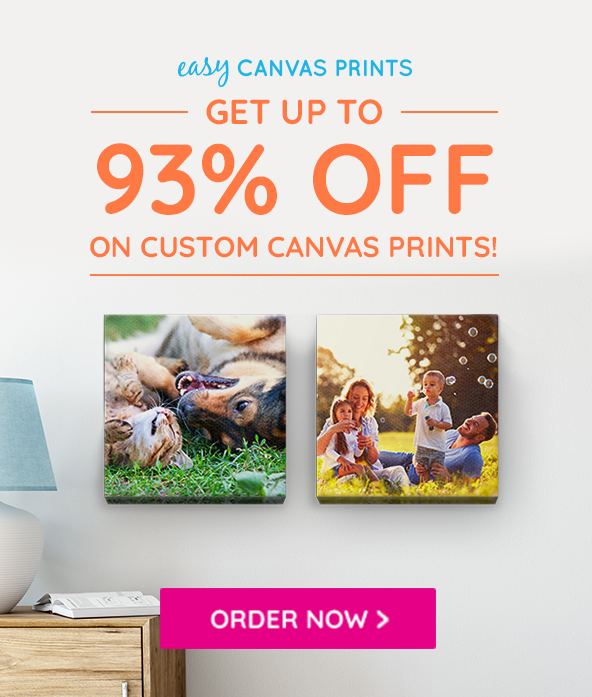 easy CANVAS PRINTS
GET UP TO
93% OFF
ON CUSTOM CANVAS PRINTS!
ORDER NOW >